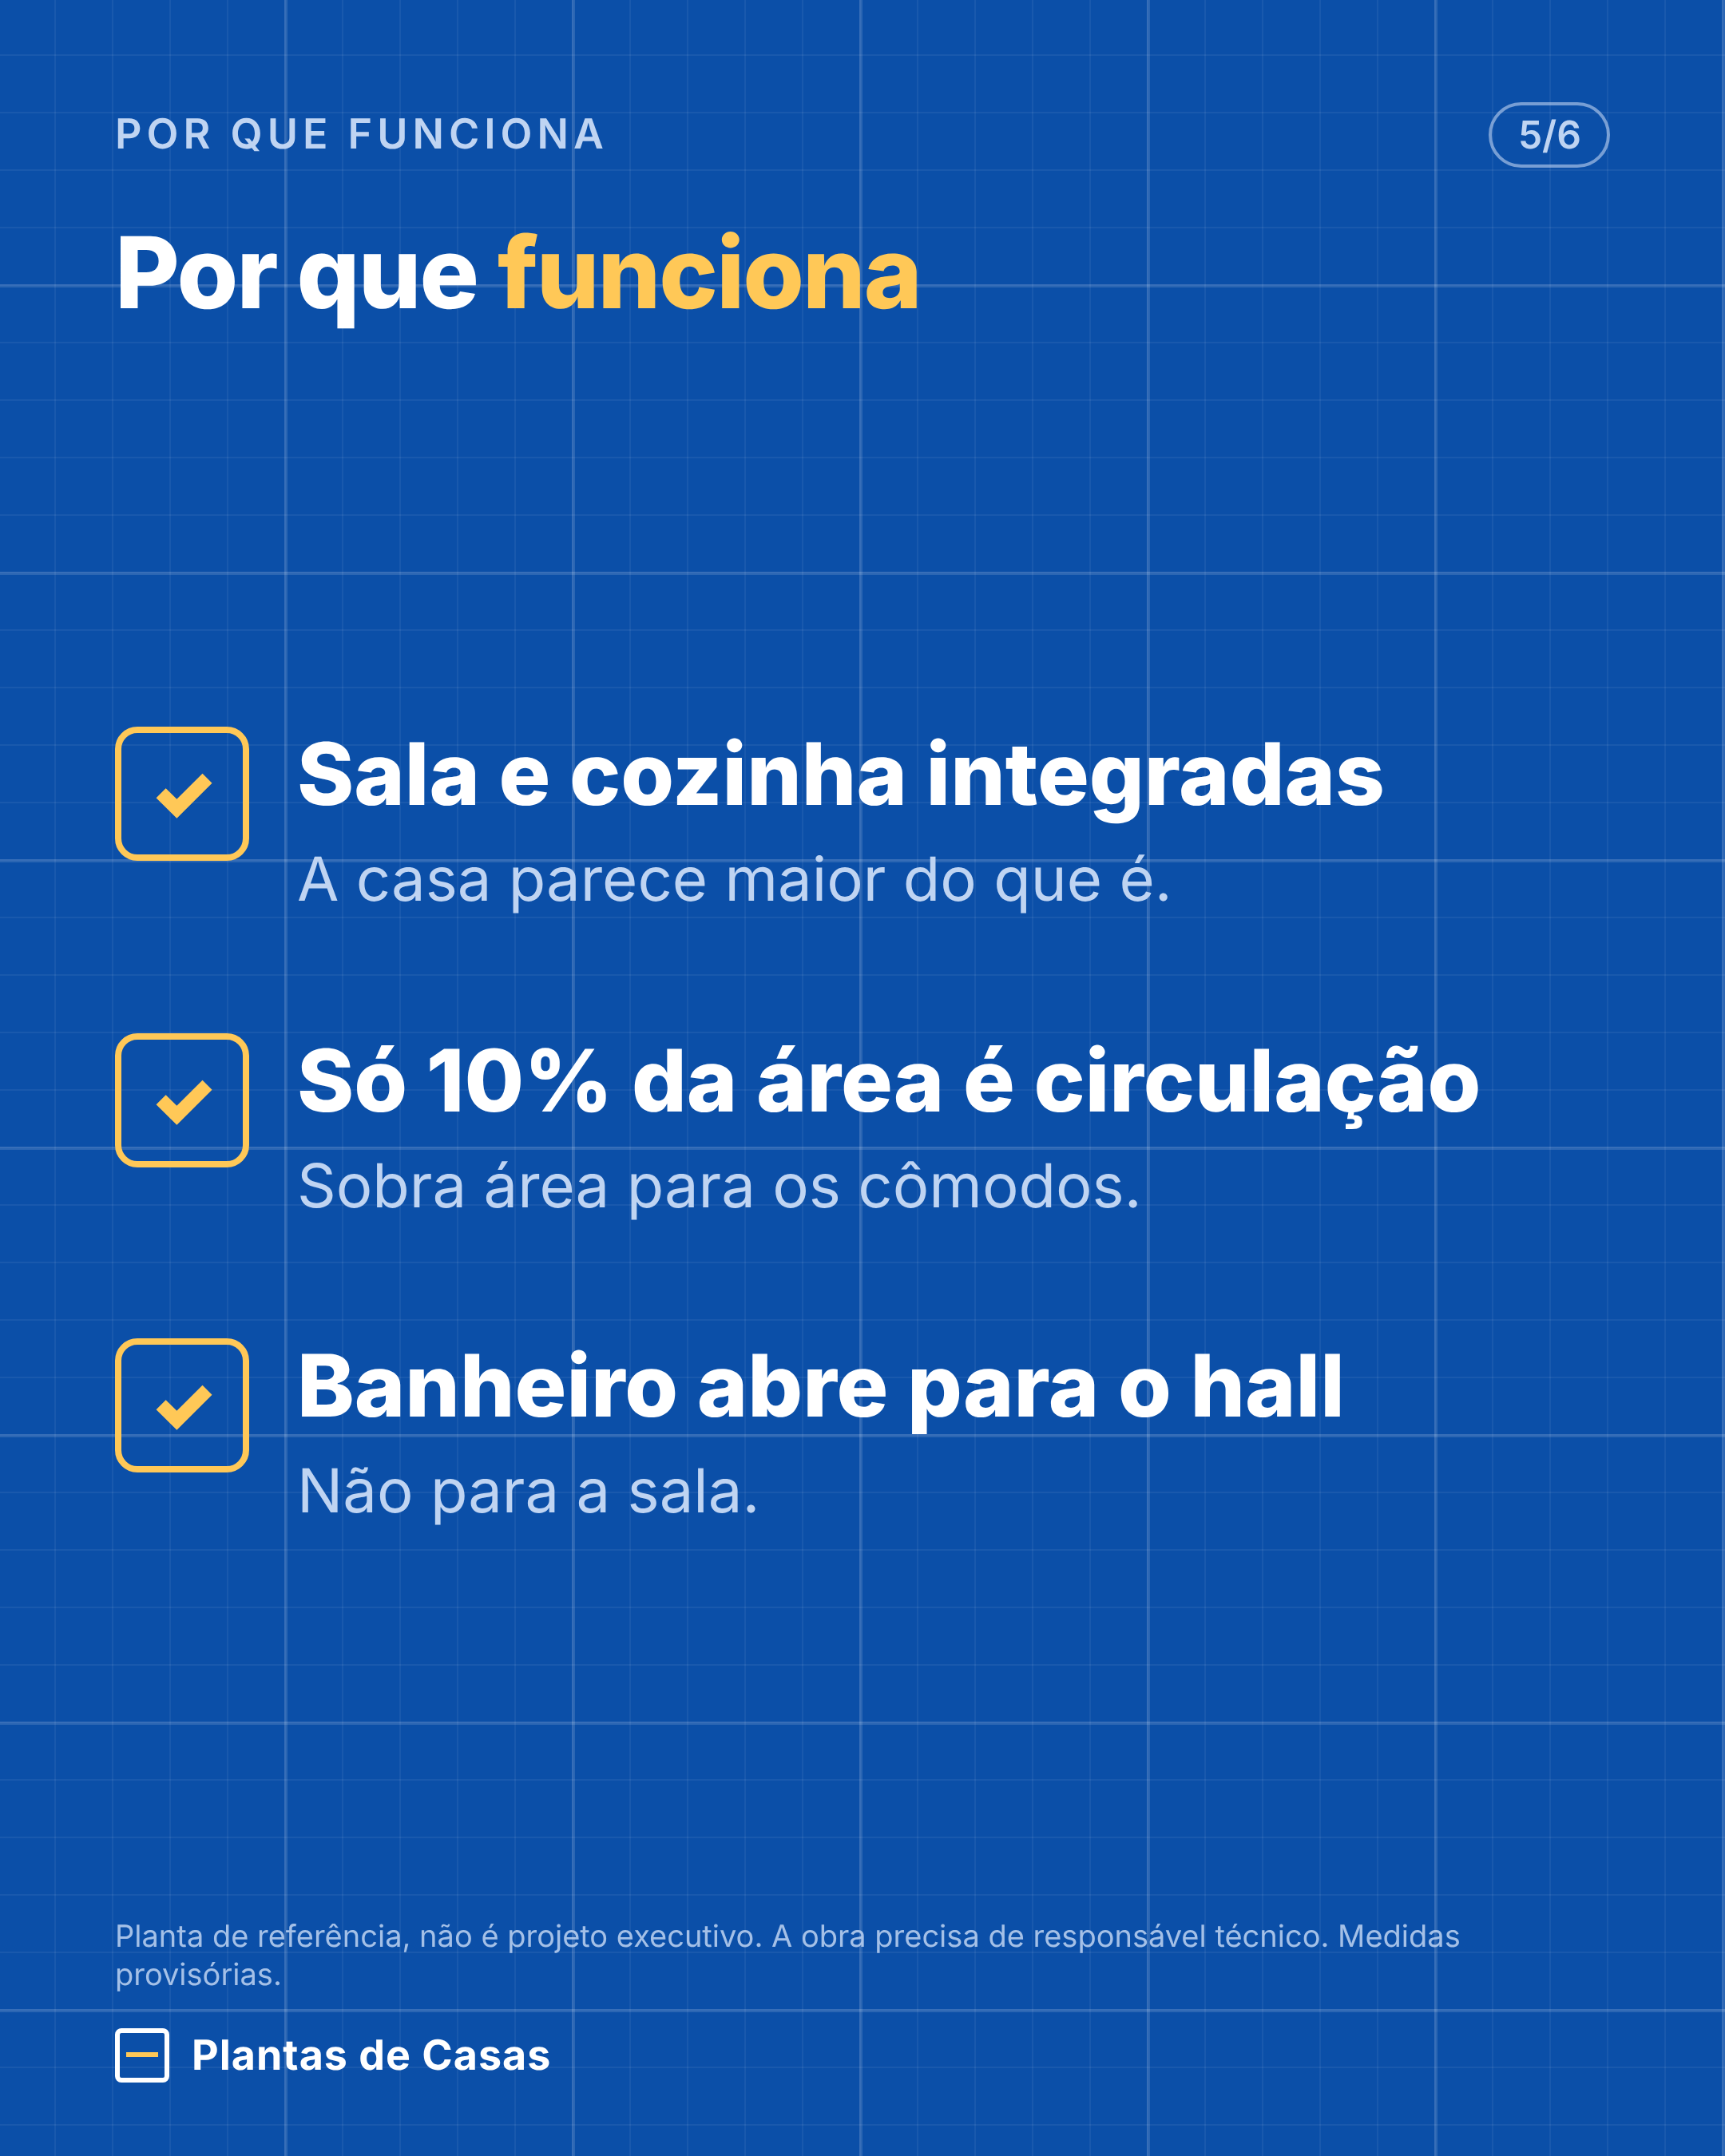 POR QUE FUNCIONA
5/6
Por que funciona
Sala e cozinha integradas
A casa parece maior do que é.
Só 10% da área é circulação
Sobra área para os cômodos.
Banheiro abre para o hall
Não para a sala.
Planta de referência, não é projeto executivo. A obra precisa de responsável técnico. Medidas
provisórias.
Plantas de Casas